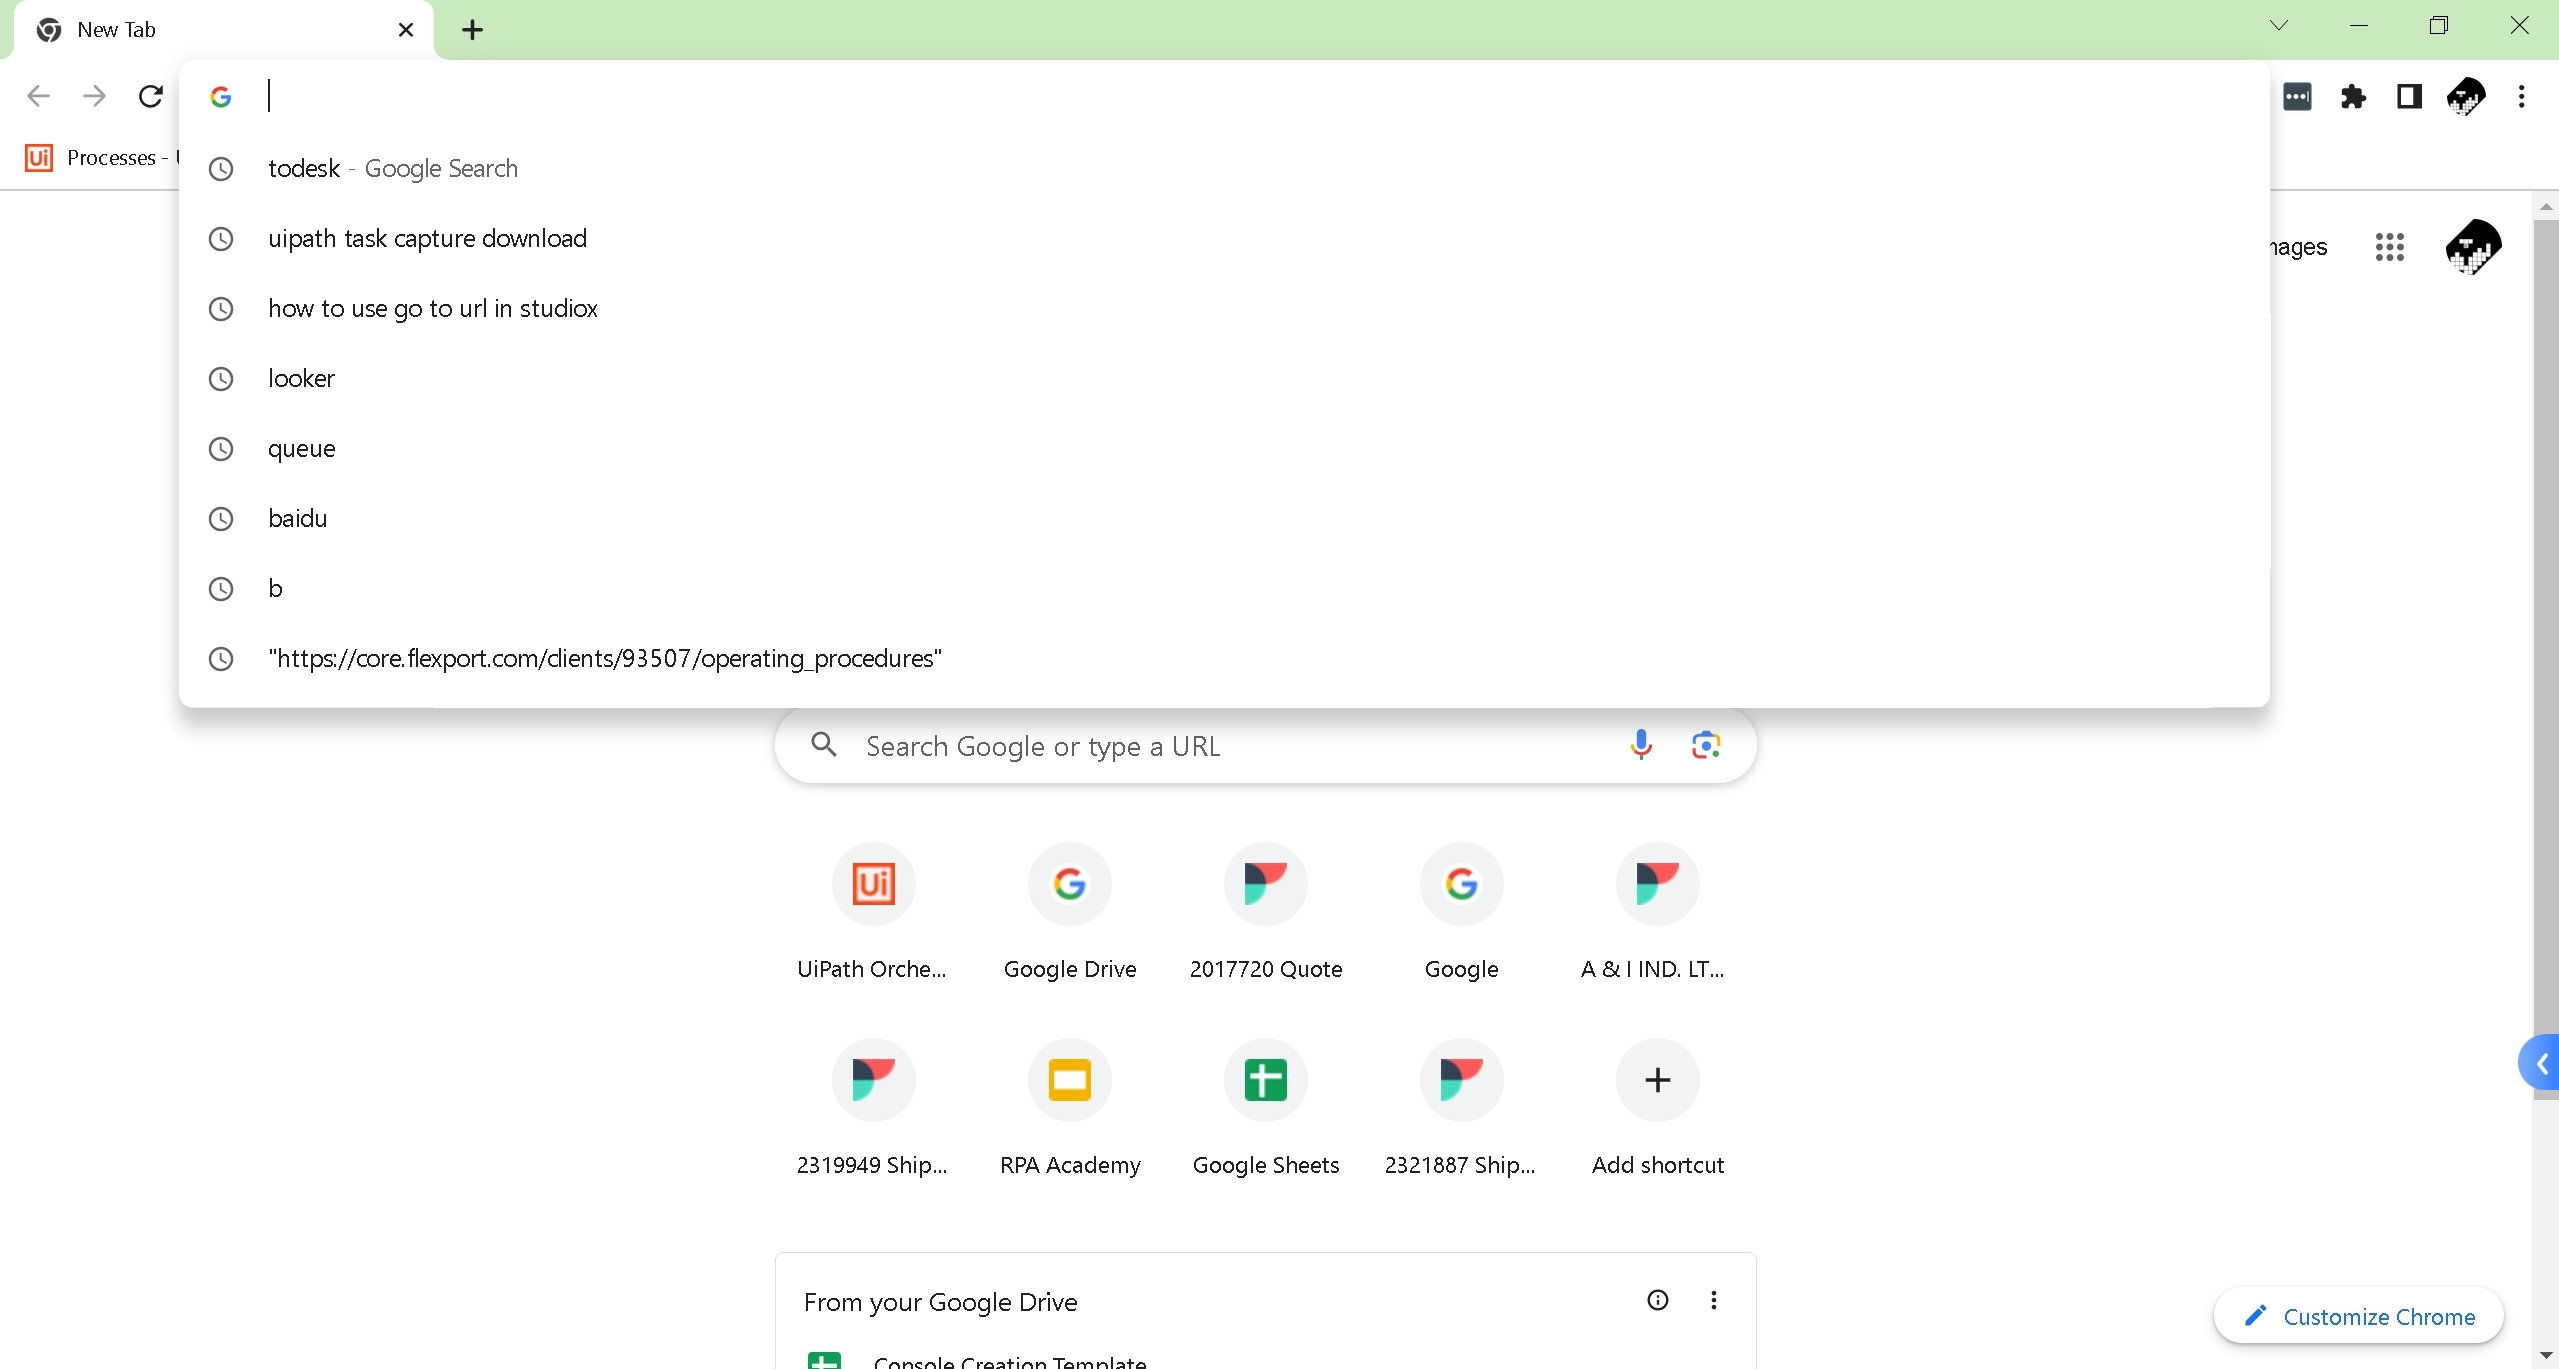 New Tab
Processes -
todesk - Google Search
uipath task capture download
how to use go to url in studiox
looker
queue
baidu
b
"https://core.flexport.com/clients/93507/operating_procedures"
Search Google or type a URL
UiPath Orche...
Google Drive
2017720 Quote
Google
A & I IND. LT...
2319949 Ship...
RPA Academy
Google Sheets
2321887 Ship...
Add shortcut
From your Google Drive
Console Creation Template
Customize Chrome